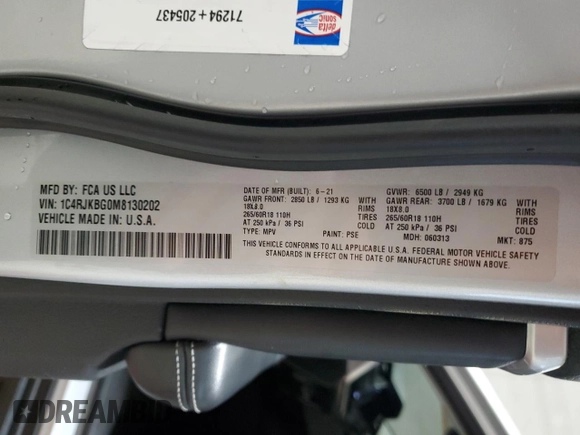 71294+205437
delta sonic
MFD BY: FCA US LLC
VIN: 1C4RJKBG0M8130202
VEHICLE MADE IN: U.S.A.
DATE OF MFR (BUILT): 6-21
GAWR FRONT: 2850 LB / 1293 KG WITH
18X8.0 RIMS
265/60R18 110H TIRES
AT 250 kPa / 36 PSI COLD
TYPE: MPV PAINT: PSE
GVWR: 6500 LB / 2949 KG
GAWR REAR: 3700 LB / 1679 KG WITH
18X8.0 RIMS
265/60R18 110H TIRES
AT 250 kPa / 36 PSI COLD
MDH: 060313 MKT: 875
THIS VEHICLE CONFORMS TO ALL APPLICABLE U.S.A. FEDERAL MOTOR VEHICLE SAFETY
STANDARDS IN EFFECT ON THE DATE OF MANUFACTURE SHOWN ABOVE.